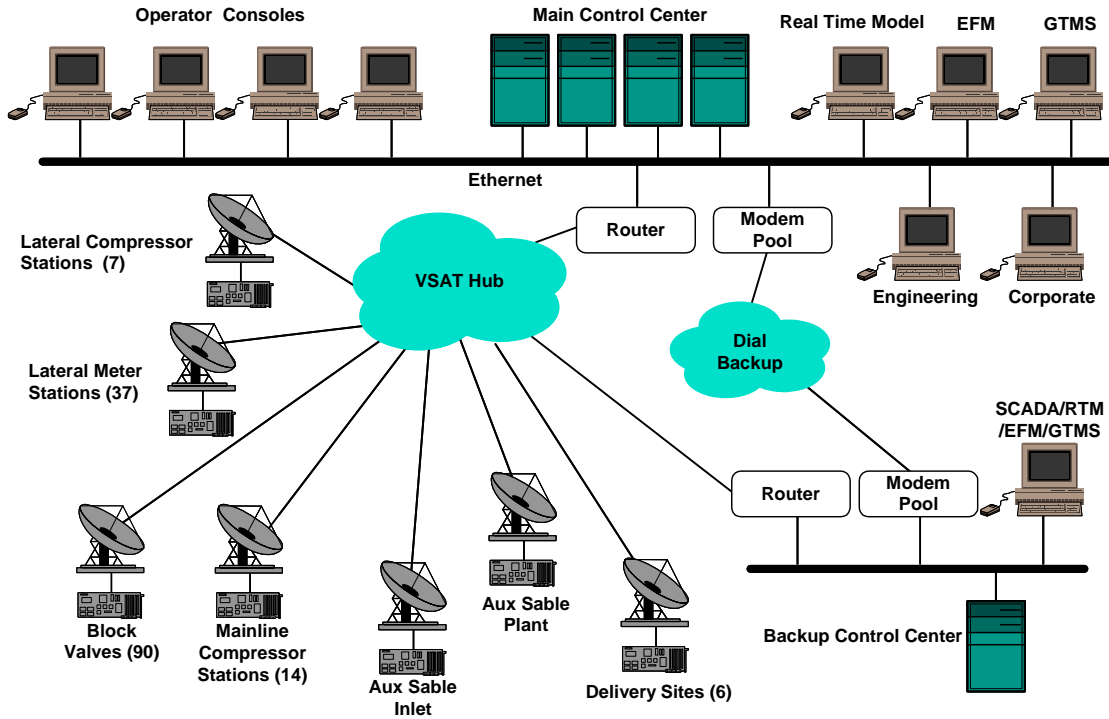 Operator Consoles
Main Control Center
Real Time Model
EFM
GTMS
Ethernet
Router
Modem
Pool
Lateral Compressor
Stations (7)
VSAT Hub
Engineering
Corporate
Dial
Backup
Lateral Meter
Stations (37)
SCADA/RTM
/EFM/GTMS
Router
Modem
Pool
Block
Valves (90)
Mainline
Compressor
Stations (14)
Aux Sable
Inlet
Aux Sable
Plant
Delivery Sites (6)
Backup Control Center